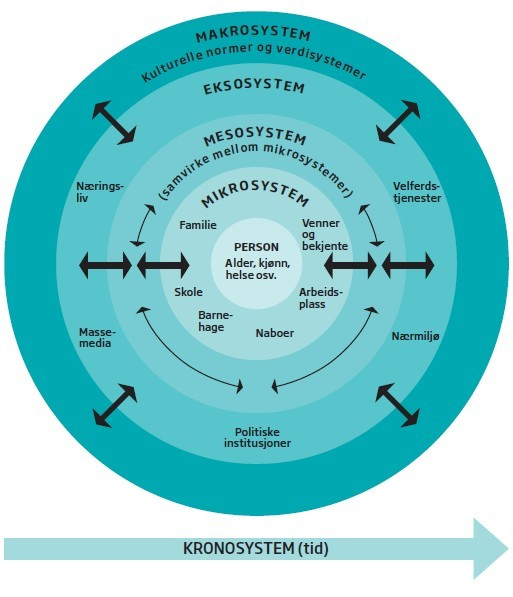 MAKROSYSTEM
Kulturelle normer og verdisystemer
EKSOSYSTEM
MESOSYSTEM
(samvirke mellom mikrosystemer)
MIKROSYSTEM
Nærings-
liv
Velferds-
tjenester
Familie
Venner
og
bekjente
PERSON
Alder, kjønn,
helse osv.
Skole
Arbeids-
plass
Barne-
hage
Naboer
Masse-
media
Nærmiljø
Politiske
institusjoner
KRONOSYSTEM (tid)